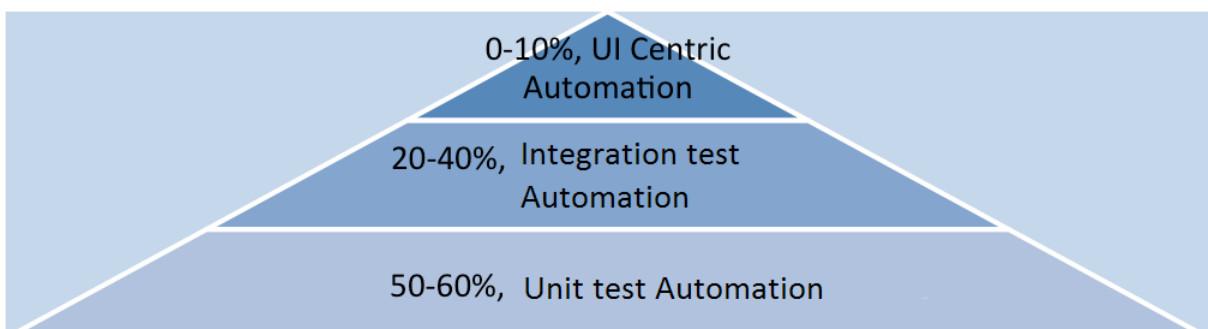 0-10%, UI Centric
Automation
20-40%, Integration test
Automation
50-60%, Unit test Automation